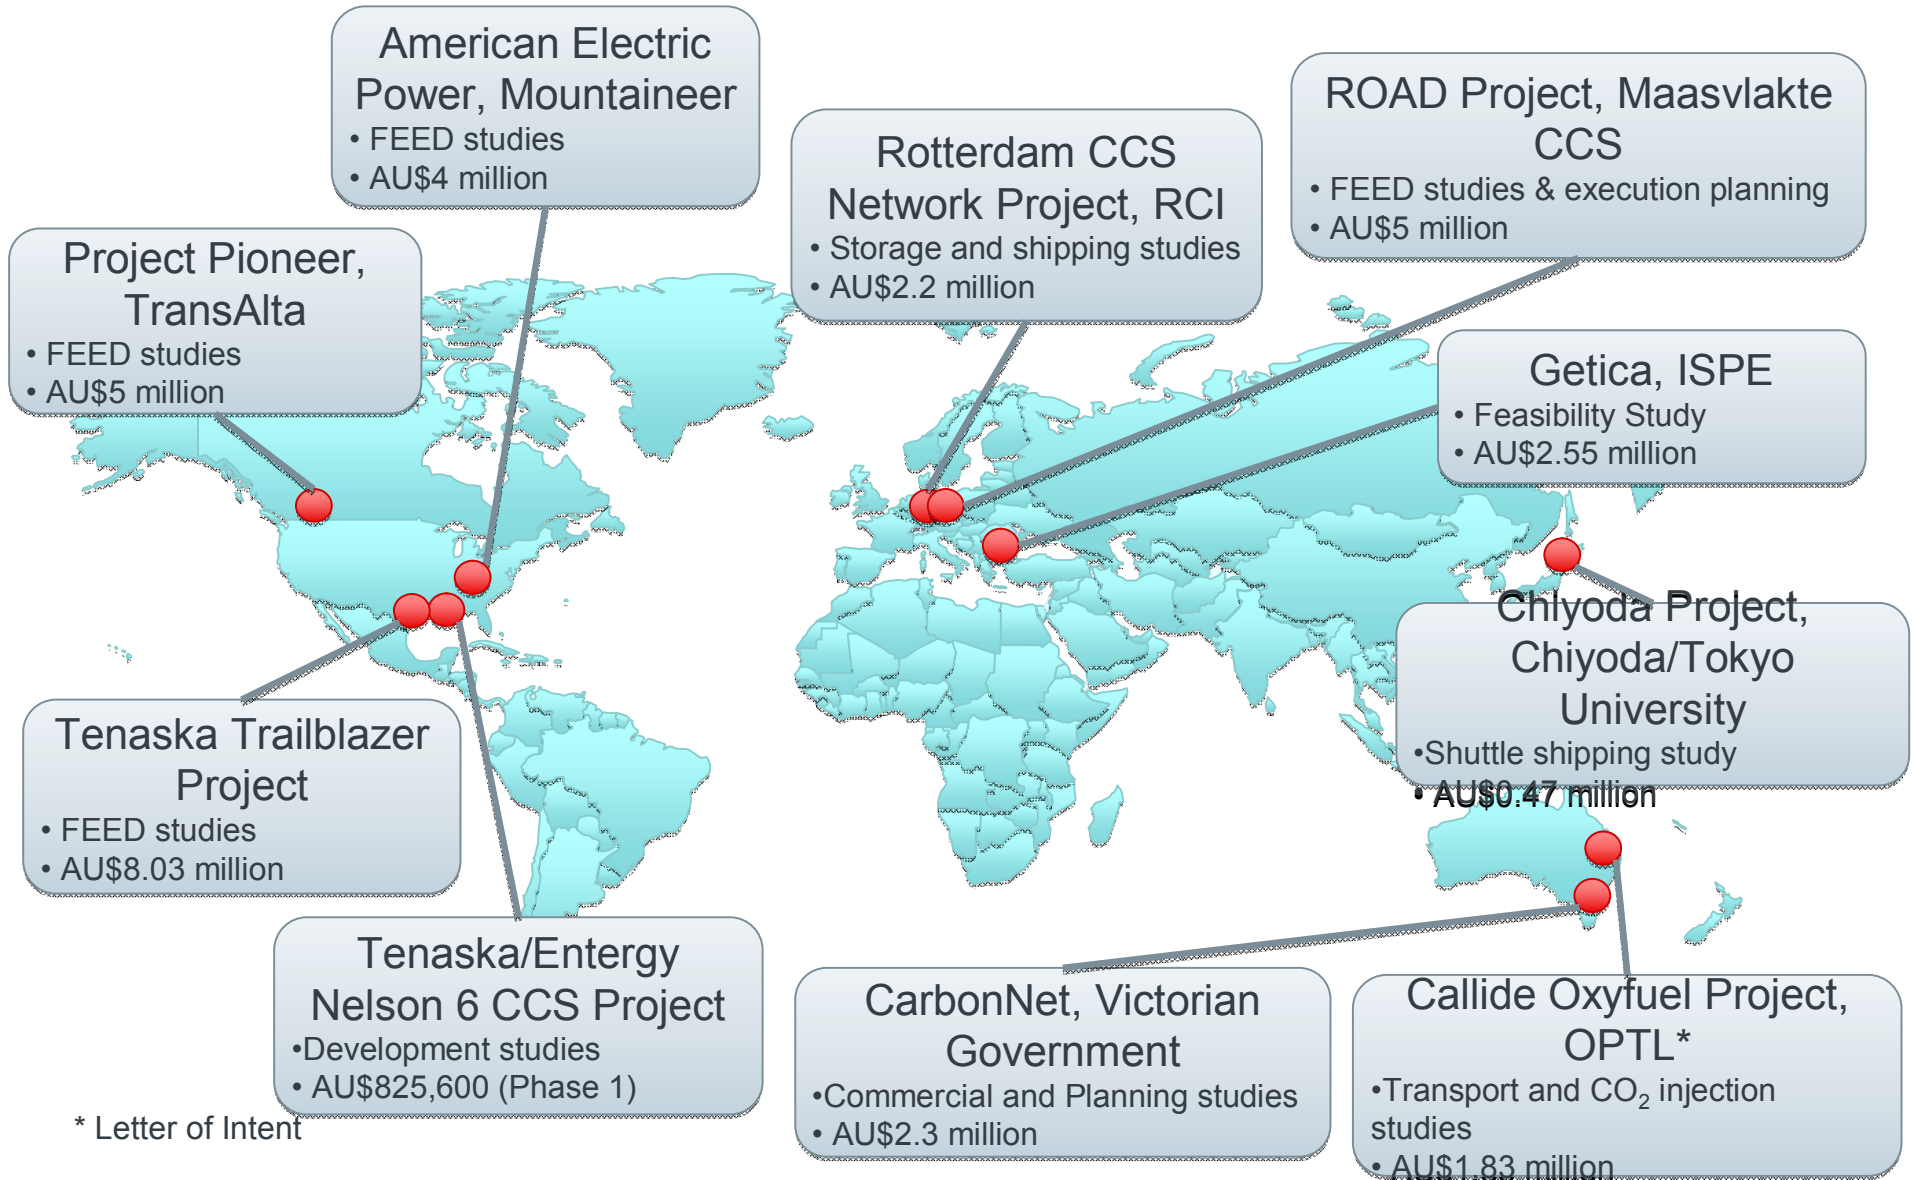 American Electric
Power, Mountaineer
• FEED studies
• AU$4 million
ROAD Project, Maasvlakte
CCS
• FEED studies & execution planning
• AU$5 million
Rotterdam CCS
Network Project, RCI
• Storage and shipping studies
• AU$2.2 million
Project Pioneer,
TransAlta
• FEED studies
• AU$5 million
Getica, ISPE
• Feasibility Study
• AU$2.55 million
Chiyoda Project,
Chiyoda/Tokyo
University
•Shuttle shipping study
• AU$0.47 million
Tenaska Trailblazer
Project
• FEED studies
• AU$8.03 million
Tenaska/Entergy
Nelson 6 CCS Project
•Development studies
• AU$825,600 (Phase 1)
CarbonNet, Victorian
Government
•Commercial and Planning studies
• AU$2.3 million
Callide Oxyfuel Project,
OPTL*
•Transport and CO₂ injection
studies
• AU$1.83 million
* Letter of Intent